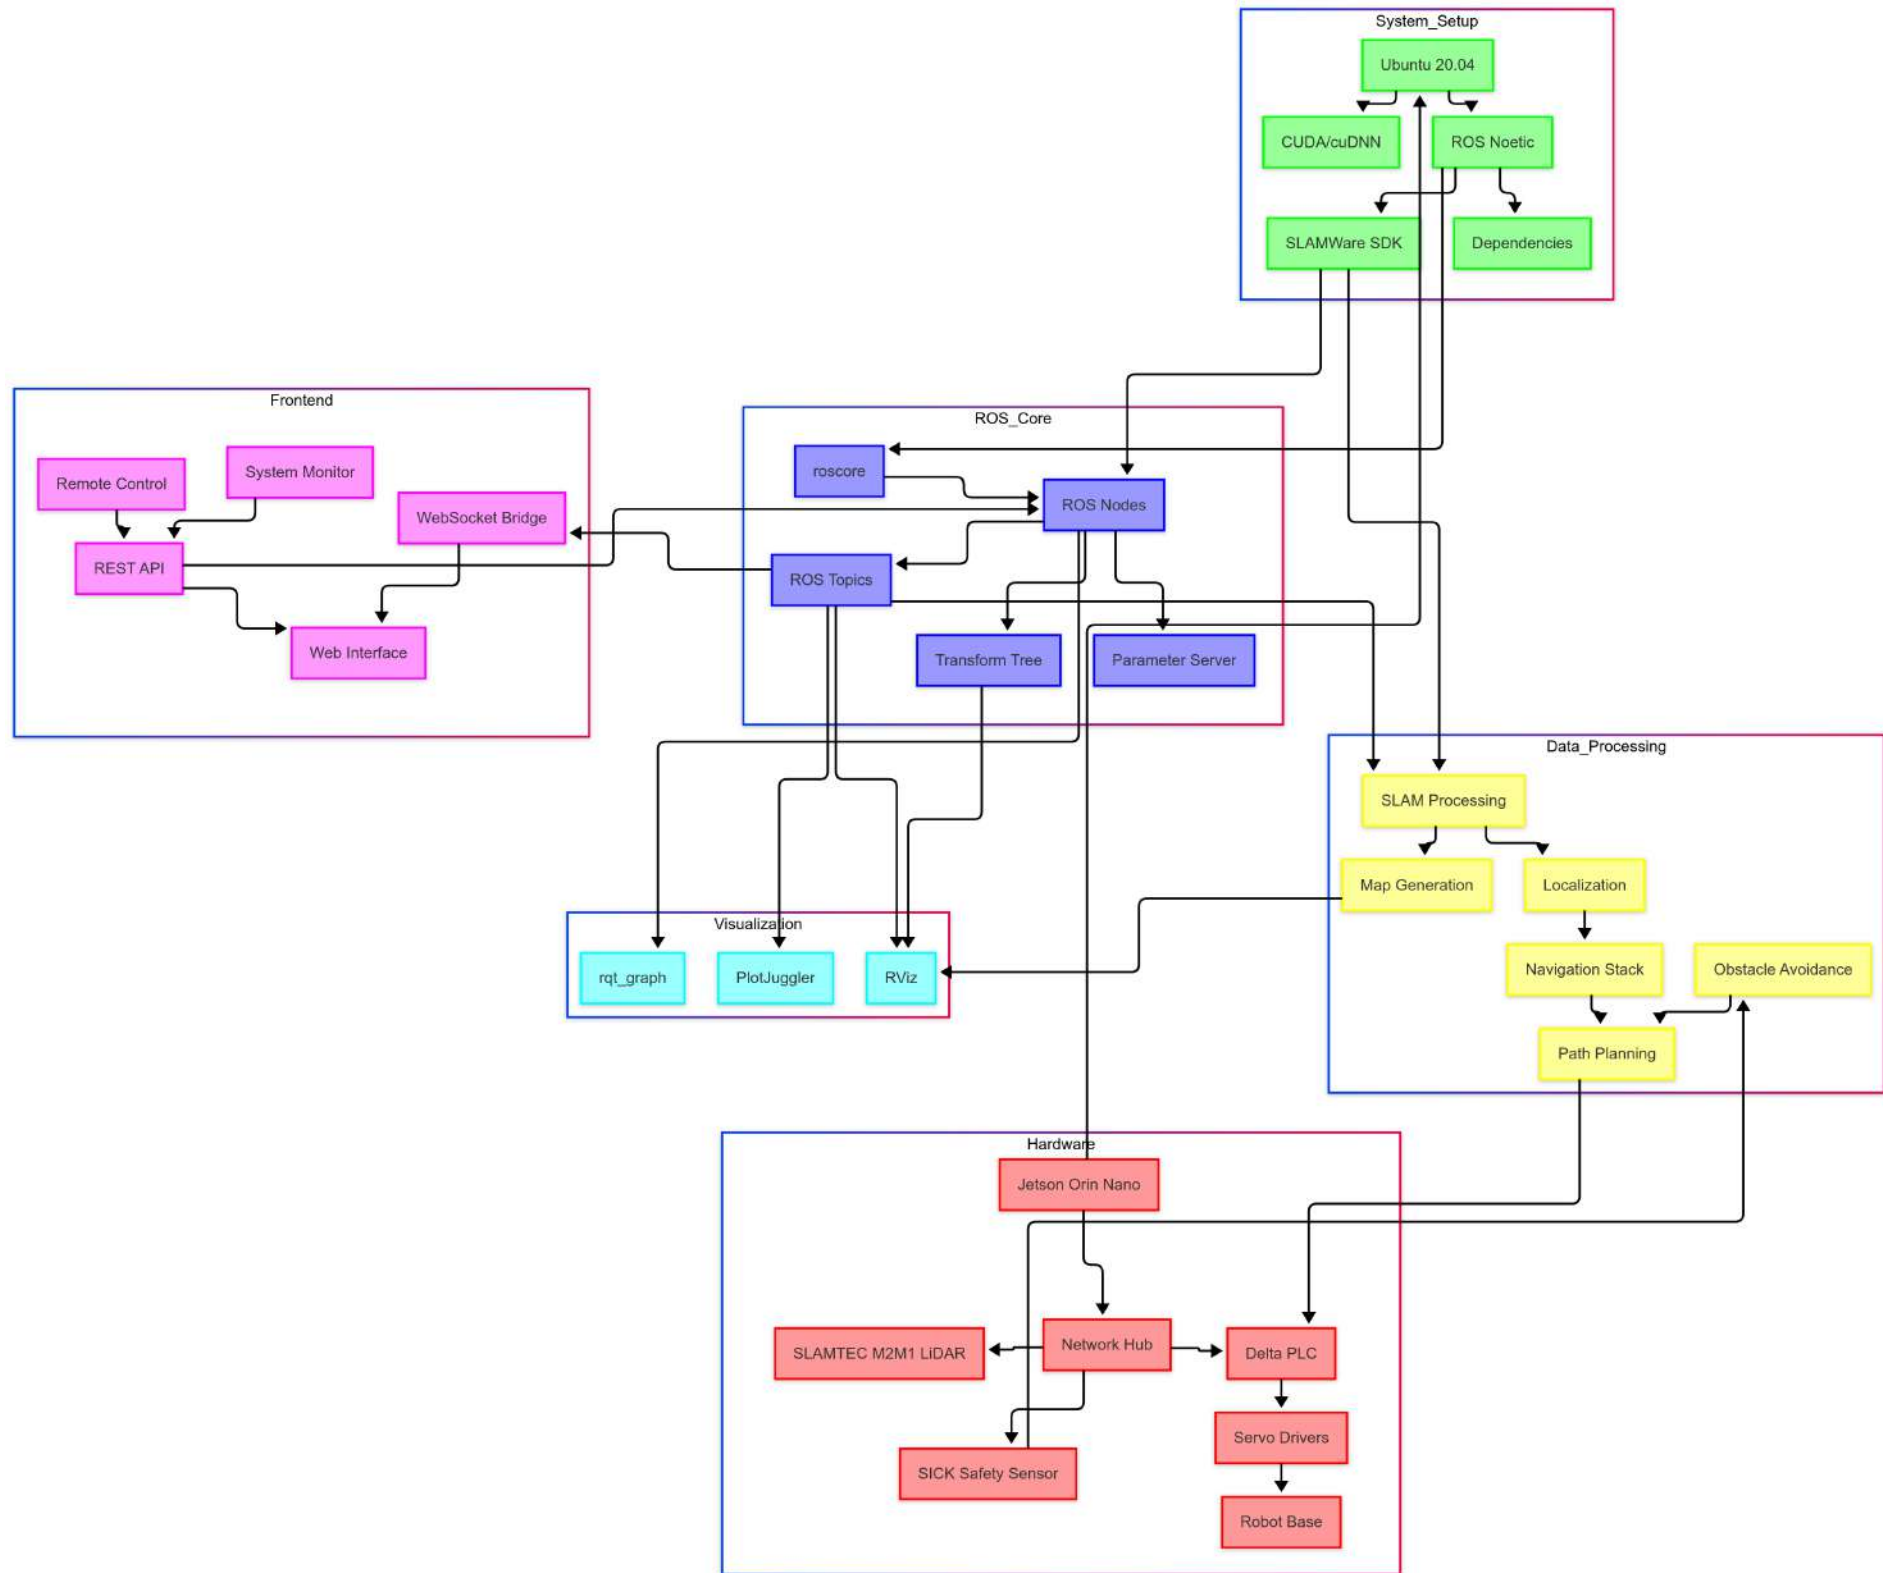 System_Setup
Ubuntu 20.04
CUDA/cuDNN
ROS Noetic
SLAMWare SDK
Dependencies
Frontend
Remote Control
System Monitor
WebSocket Bridge
REST API
Web Interface
ROS_Core
roscore
ROS Nodes
ROS Topics
Transform Tree
Parameter Server
Data_Processing
SLAM Processing
Map Generation
Localization
Navigation Stack
Obstacle Avoidance
Path Planning
Visualization
rqt_graph
PlotJuggler
RViz
Hardware
Jetson Orin Nano
SLAMTEC M2M1 LiDAR
Network Hub
Delta PLC
SICK Safety Sensor
Servo Drivers
Robot Base